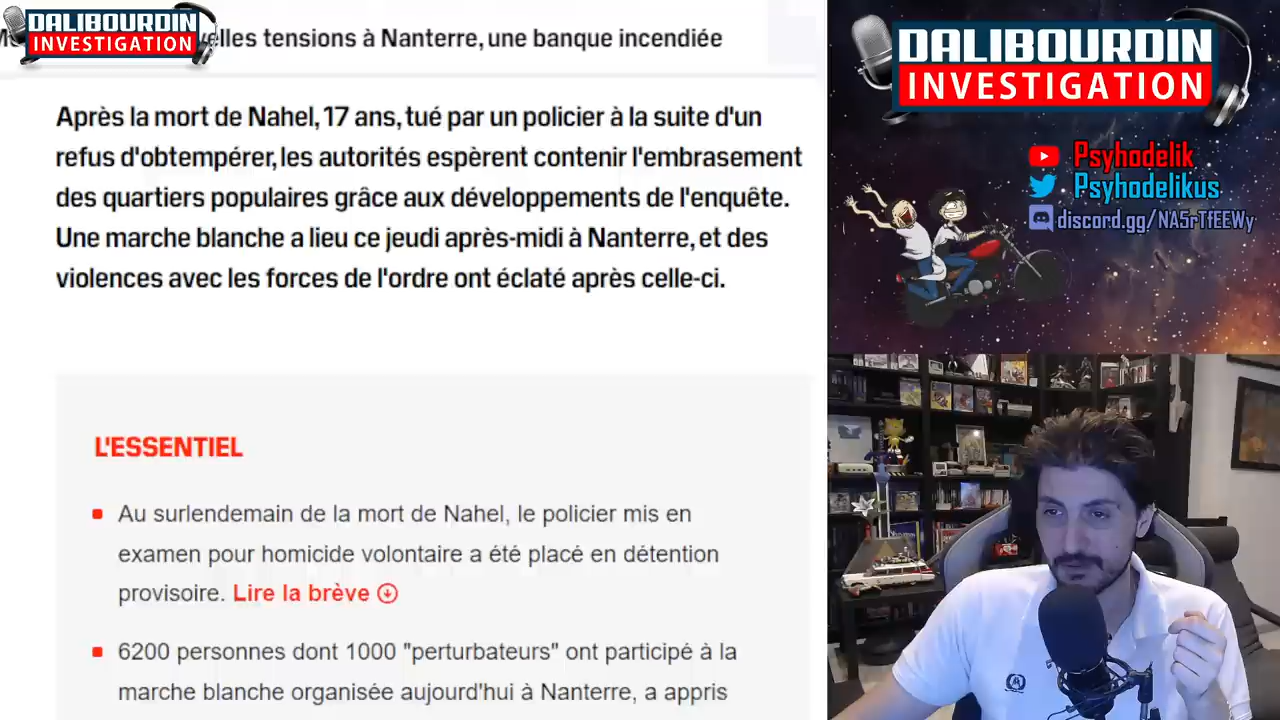 DALIBOURDIN
INVESTIGATION
elles tensions à Nanterre, une banque incendiée
Après la mort de Nahel, 17 ans, tué par un policier à la suite d'un
refus d'obtempérer, les autorités espèrent contenir l'embrasement
des quartiers populaires grâce aux développements de l'enquête.
Une marche blanche a lieu ce jeudi après-midi à Nanterre, et des
violences avec les forces de l'ordre ont éclaté après celle-ci.
L'ESSENTIEL
Au surlendemain de la mort de Nahel, le policier mis en
examen pour homicide volontaire a été placé en détention
provisoire. Lire la brève
6200 personnes dont 1000 "perturbateurs" ont participé à la
marche blanche organisée aujourd'hui à Nanterre, a appris
DALIBOURDIN
INVESTIGATION
Psyhodelik
Psyhodelikus
discord.gg/NA5rTfEEWy